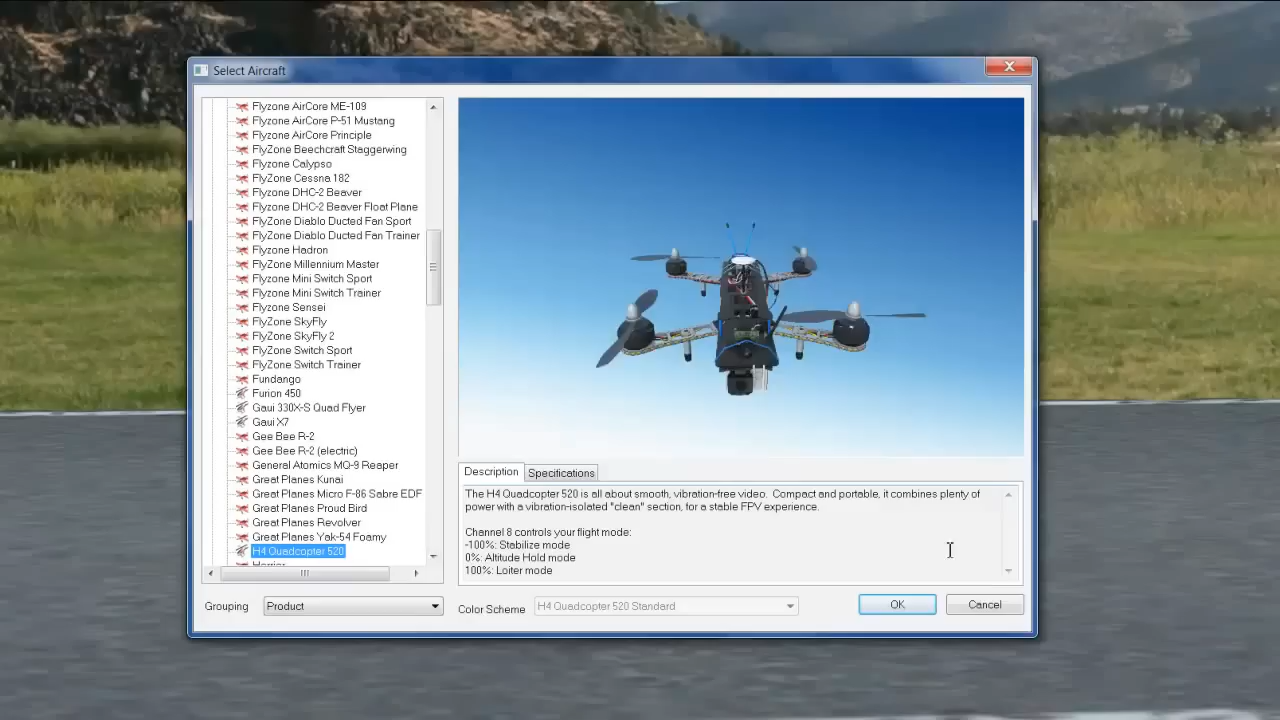 Select Aircraft
Flyzone AirCore ME-109
Flyzone AirCore P-51 Mustang
Flyzone AirCore Principle
FlyZone Beechcraft Staggerwing
FlyZone Calypso
FlyZone Cessna 182
FlyZone DHC-2 Beaver
FlyZone DHC-2 Beaver Float Plane
FlyZone Diablo Ducted Fan Sport
FlyZone Diablo Ducted Fan Trainer
Flyzone Hadron
FlyZone Millennium Master
FlyZone Mini Switch Sport
FlyZone Mini Switch Trainer
Flyzone Sensei
FlyZone SkyFly
FlyZone SkyFly 2
FlyZone Switch Sport
FlyZone Switch Trainer
Fundango
Furion 450
Gaui 330X-S Quad Flyer
Gaui X7
Gee Bee R-2
Gee Bee R-2 (electric)
General Atomics MQ-9 Reaper
Great Planes Kunai
Great Planes Micro F-86 Sabre EDF
Great Planes Proud Bird
Great Planes Revolver
Great Planes Yak-54 Foamy
H4 Quadcopter 520
Description
Specifications
The H4 Quadcopter 520 is all about smooth, vibration-free video. Compact and portable, it combines plenty of
power with a vibration-isolated "clean" section, for a stable FPV experience.
Channel 8 controls your flight mode:
-100%: Stabilize mode
0%: Altitude Hold mode
100%: Loiter mode
Grouping
Product
Color Scheme
H4 Quadcopter 520 Standard
OK
Cancel